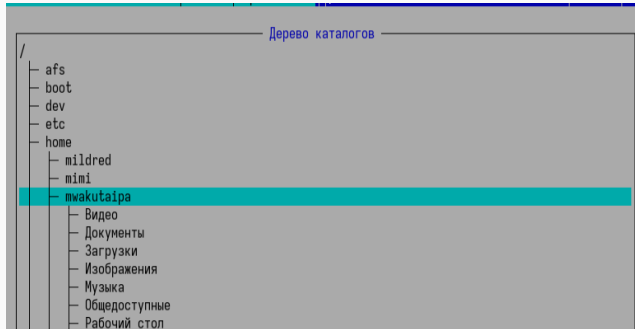 Дерево каталогов
/
afs
boot
dev
etc
home
mildred
mimi
mwakutaipa
Видео
Документы
Загрузки
Изображения
Музыка
Общедоступные
Рабочий стол